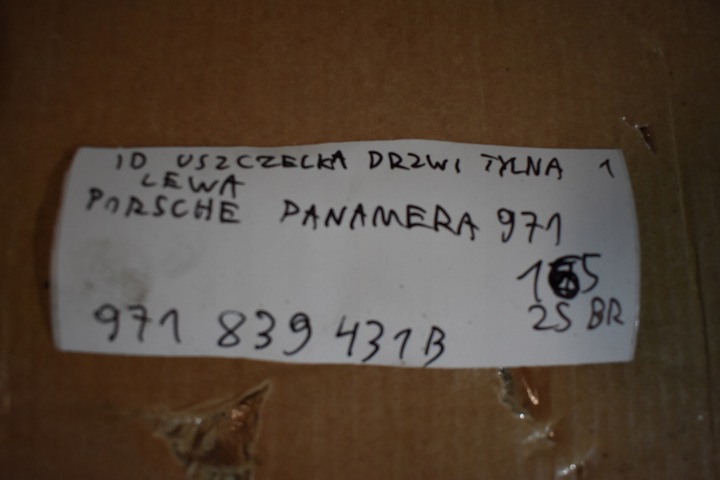 1D USZCZELKA DRZWI TYLNA 1
LEWA
PORSCHE PANAMERA 971
25 BR
971 839 431B